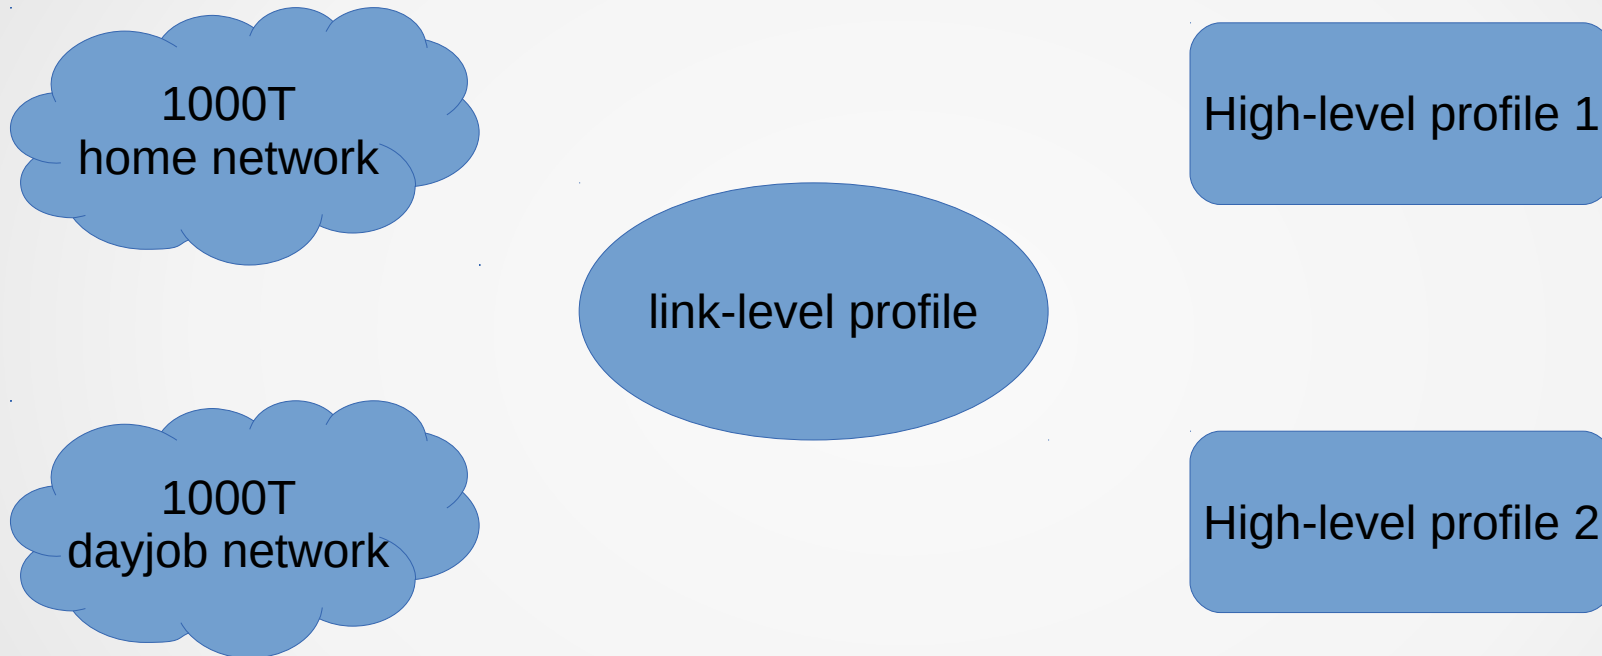 1000T
home network
High-level profile 1
link-level profile
1000T
dayjob network
High-level profile 2